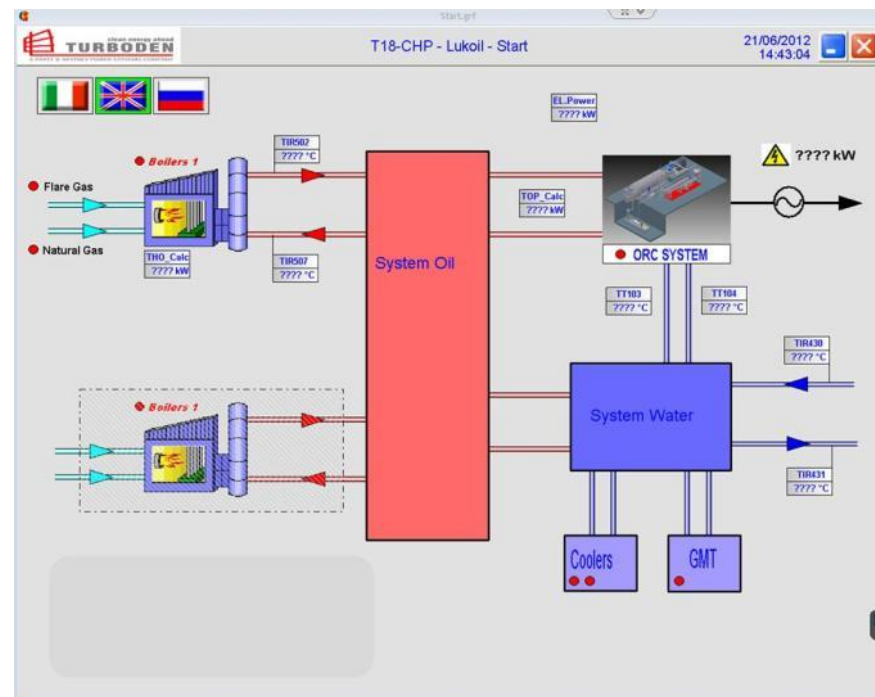 Start.grf
TURBODEN
clean energy ahead
T18-CHP - Lukoil - Start
21/06/2012
14:43:04
EL.Power
???? kW
TIR502
???? °C
Boilers 1
???? kW
Flare Gas
TOP_Calc
???? kW
Natural Gas
THO_Calc
???? kW
TIR507
???? °C
System Oil
ORC SYSTEM
TT103
???? °C
TT104
???? °C
TIR430
???? °C
Boilers 1
System Water
TIR431
???? °C
Coolers
GMT